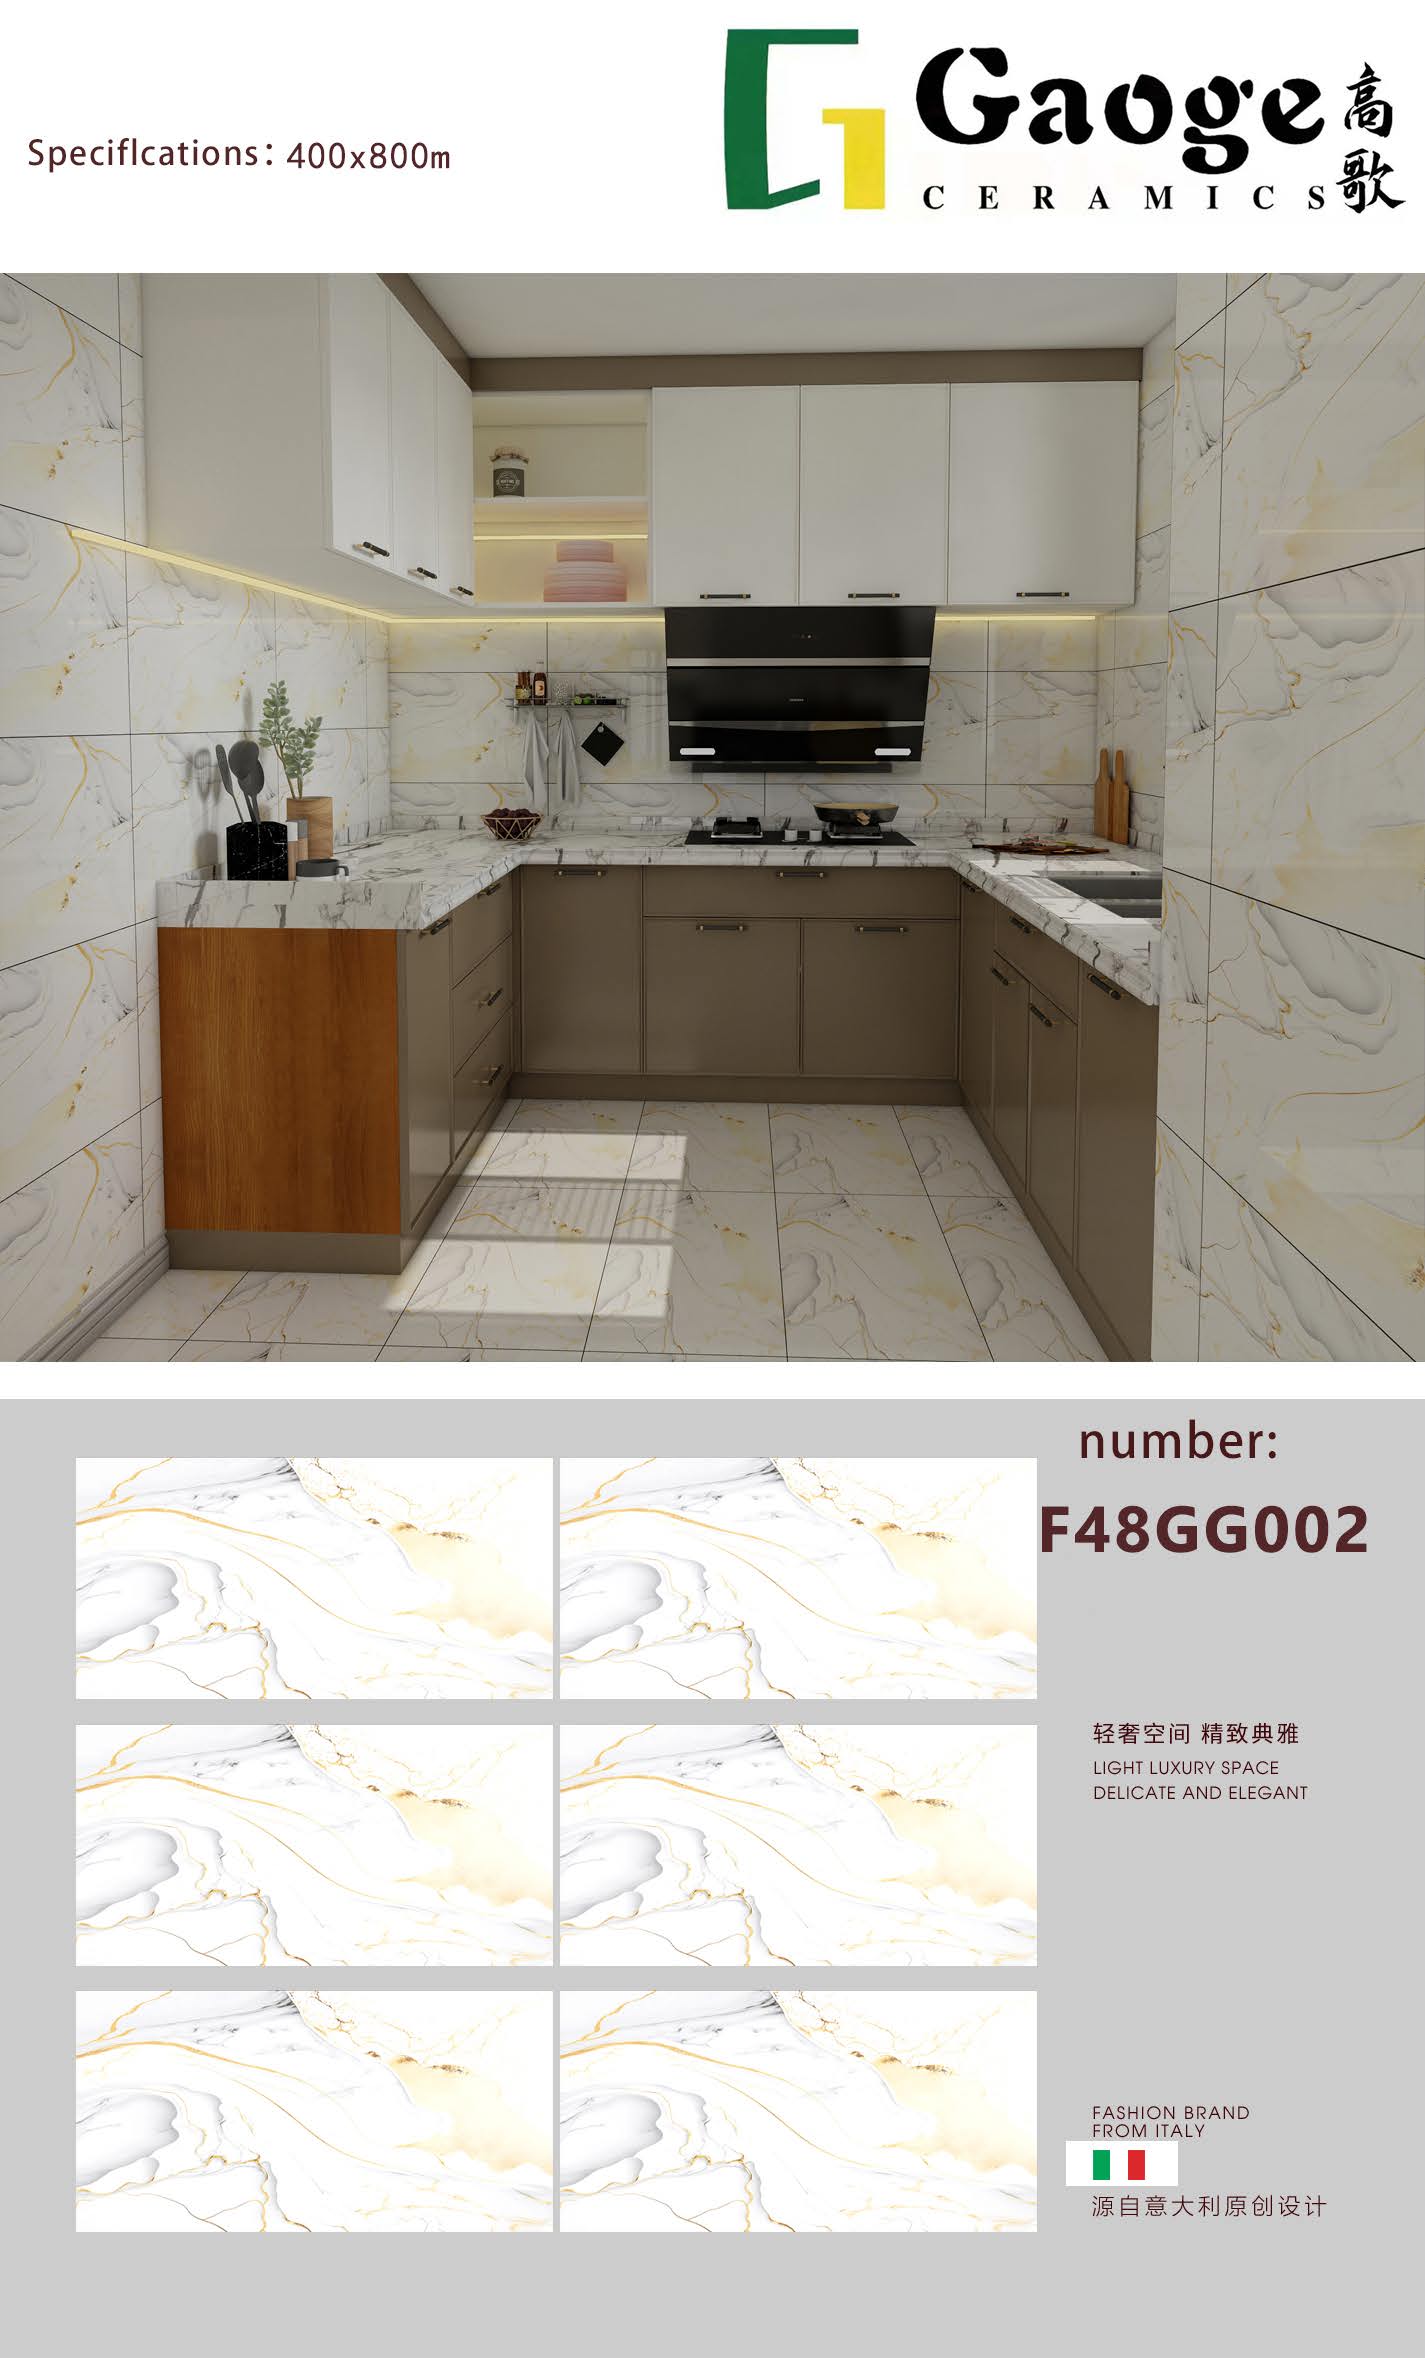 Speciflcations: 400x800m
Gaoge
CERAMICS
高歌
number:
F48GG002
轻奢空间 精致典雅
LIGHT LUXURY SPACE
DELICATE AND ELEGANT
FASHION BRAND
FROM ITALY
源自意大利原创设计